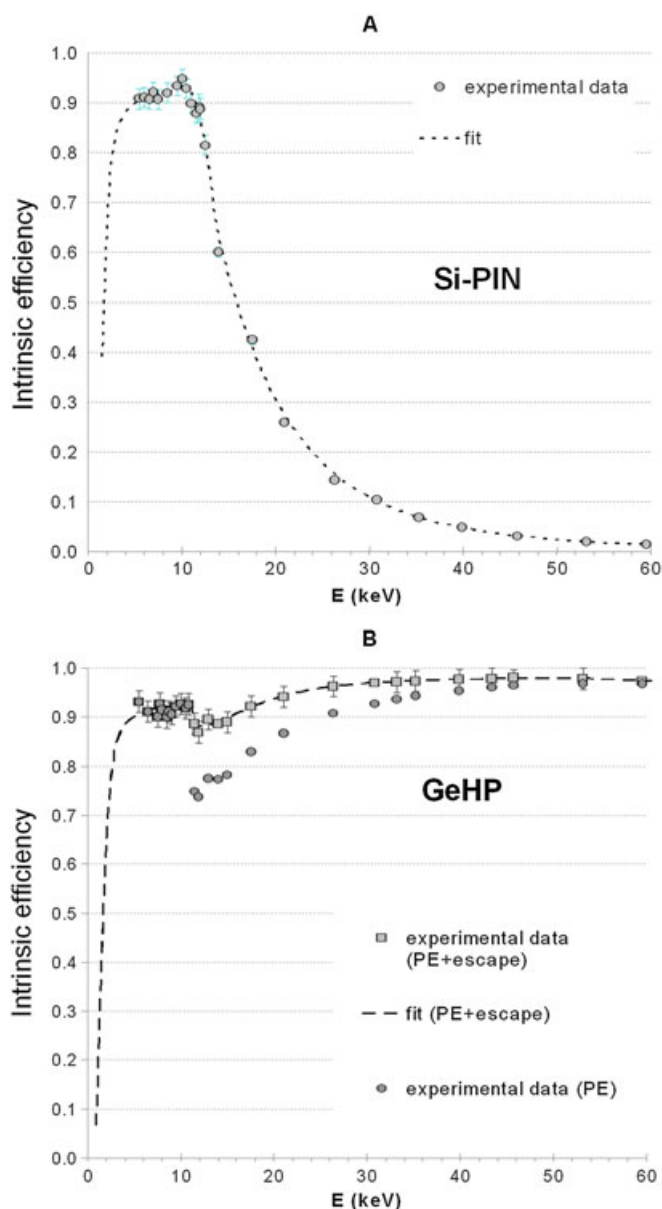 A
1.0
0.9
0.8
0.7
0.6
0.5
0.4
0.3
0.2
0.1
0.0
Intrinsic efficiency
experimental data
fit
Si-PIN
0 10 20 30 40 50 60
E (keV)
B
1.0
0.9
0.8
0.7
0.6
0.5
0.4
0.3
0.2
0.1
0.0
Intrinsic efficiency
GeHP
experimental data
(PE+escape)
fit (PE+escape)
experimental data (PE)
0 10 20 30 40 50 60
E (keV)